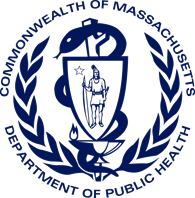 COMMONWEALTH OF MASSACHUSETTS
DEPARTMENT OF PUBLIC HEALTH